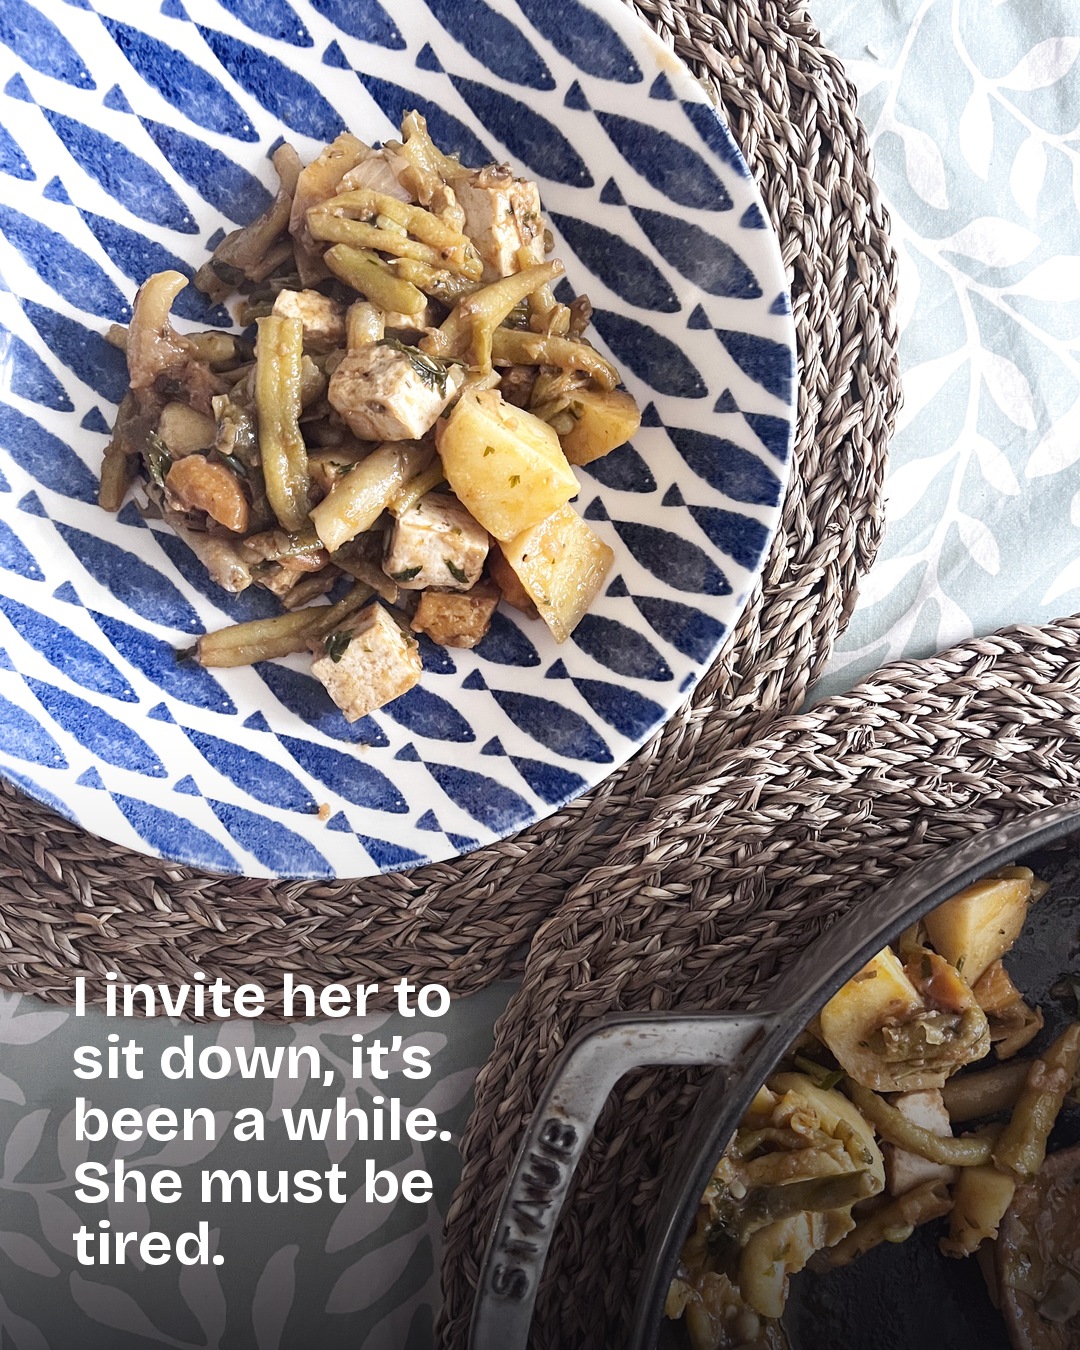 I invite her to
sit down, it’s
been a while.
She must be
tired.
STAUB